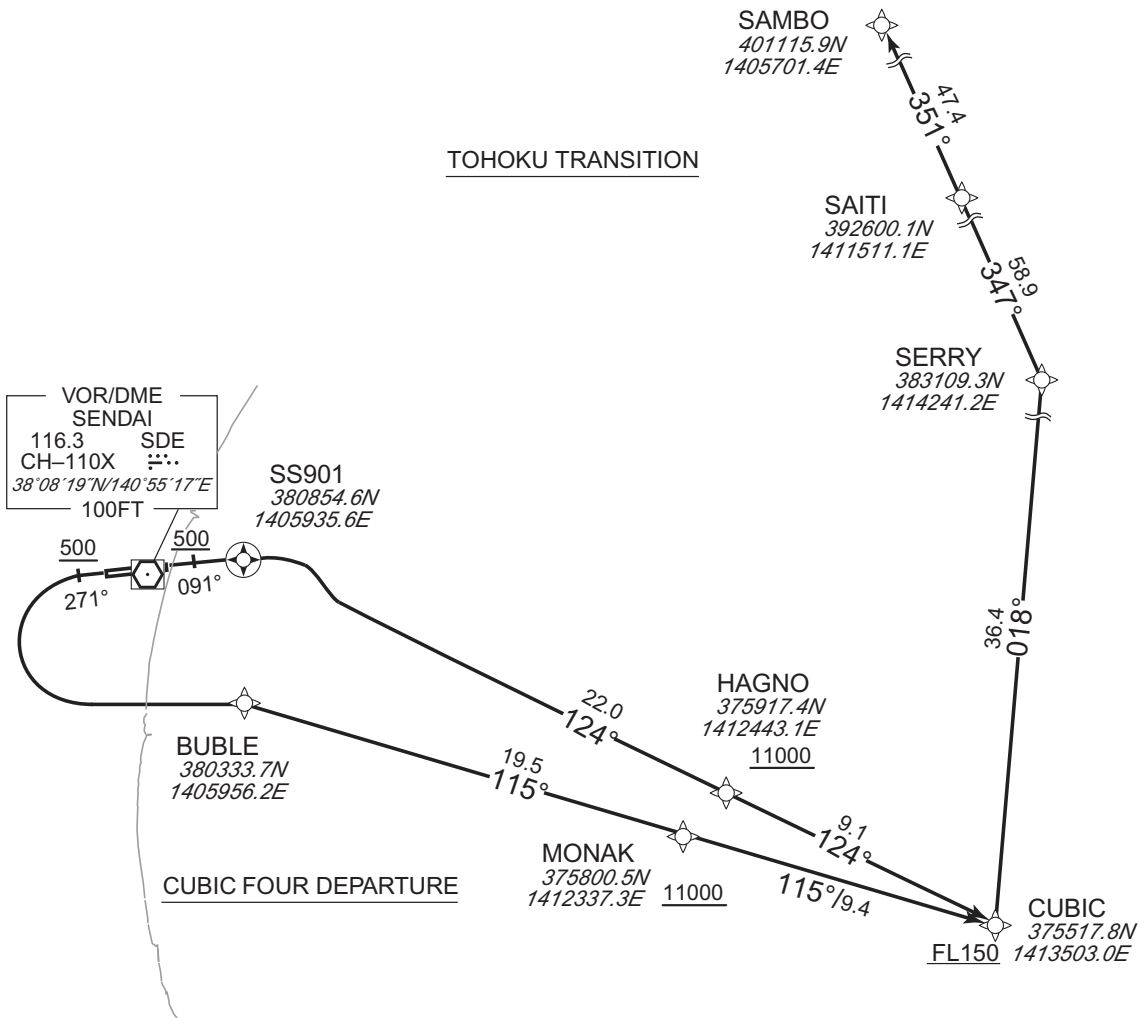 SAMBO
401115.9N
1405701.4E
47.4
351°
TOHOKU TRANSITION
SAITI
392600.1N
1411511.1E
58.9
347°
SERRY
383109.3N
1414241.2E
VOR/DME
SENDAI
116.3 SDE
CH–110X
38°08´19˝N/140°55´17˝E
100FT
SS901
380854.6N
1405935.6E
500
500
271°
091°
36.4
018°
HAGNO
375917.4N
1412443.1E
11000
22.0
124°
BUBLE
380333.7N
1405956.2E
19.5
115°
9.1
124°
MONAK
375800.5N
1412337.3E
11000
115°/9.4
CUBIC FOUR DEPARTURE
CUBIC
375517.8N
1413503.0E
FL150